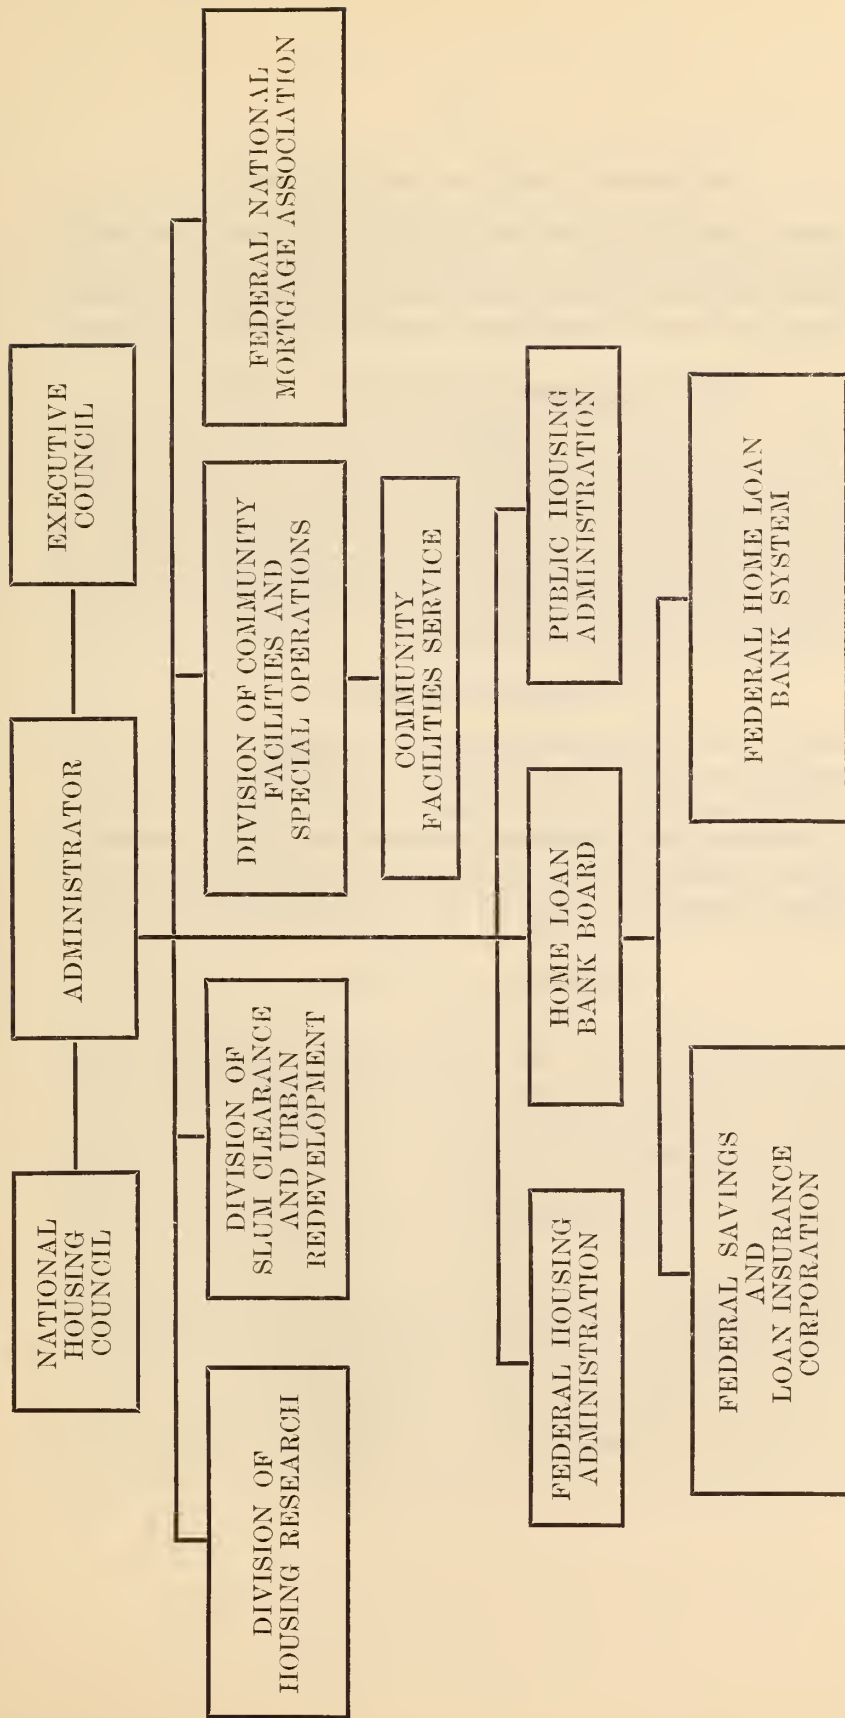 NATIONAL
HOUSING
COUNCIL
ADMINISTRATOR
EXECUTIVE
COUNCIL
DIVISION OF
HOUSING RESEARCH
DIVISION OF
SLUM CLEARANCE
AND URBAN
REDEVELOPMENT
DIVISION OF COMMUNITY
FACILITIES AND
SPECIAL OPERATIONS
FEDERAL NATIONAL
MORTGAGE ASSOCIATION
COMMUNITY
FACILITIES SERVICE
FEDERAL HOUSING
ADMINISTRATION
HOME LOAN
BANK BOARD
PUBLIC HOUSING
ADMINISTRATION
FEDERAL SAVINGS
AND
LOAN INSURANCE
CORPORATION
FEDERAL HOME LOAN
BANK SYSTEM